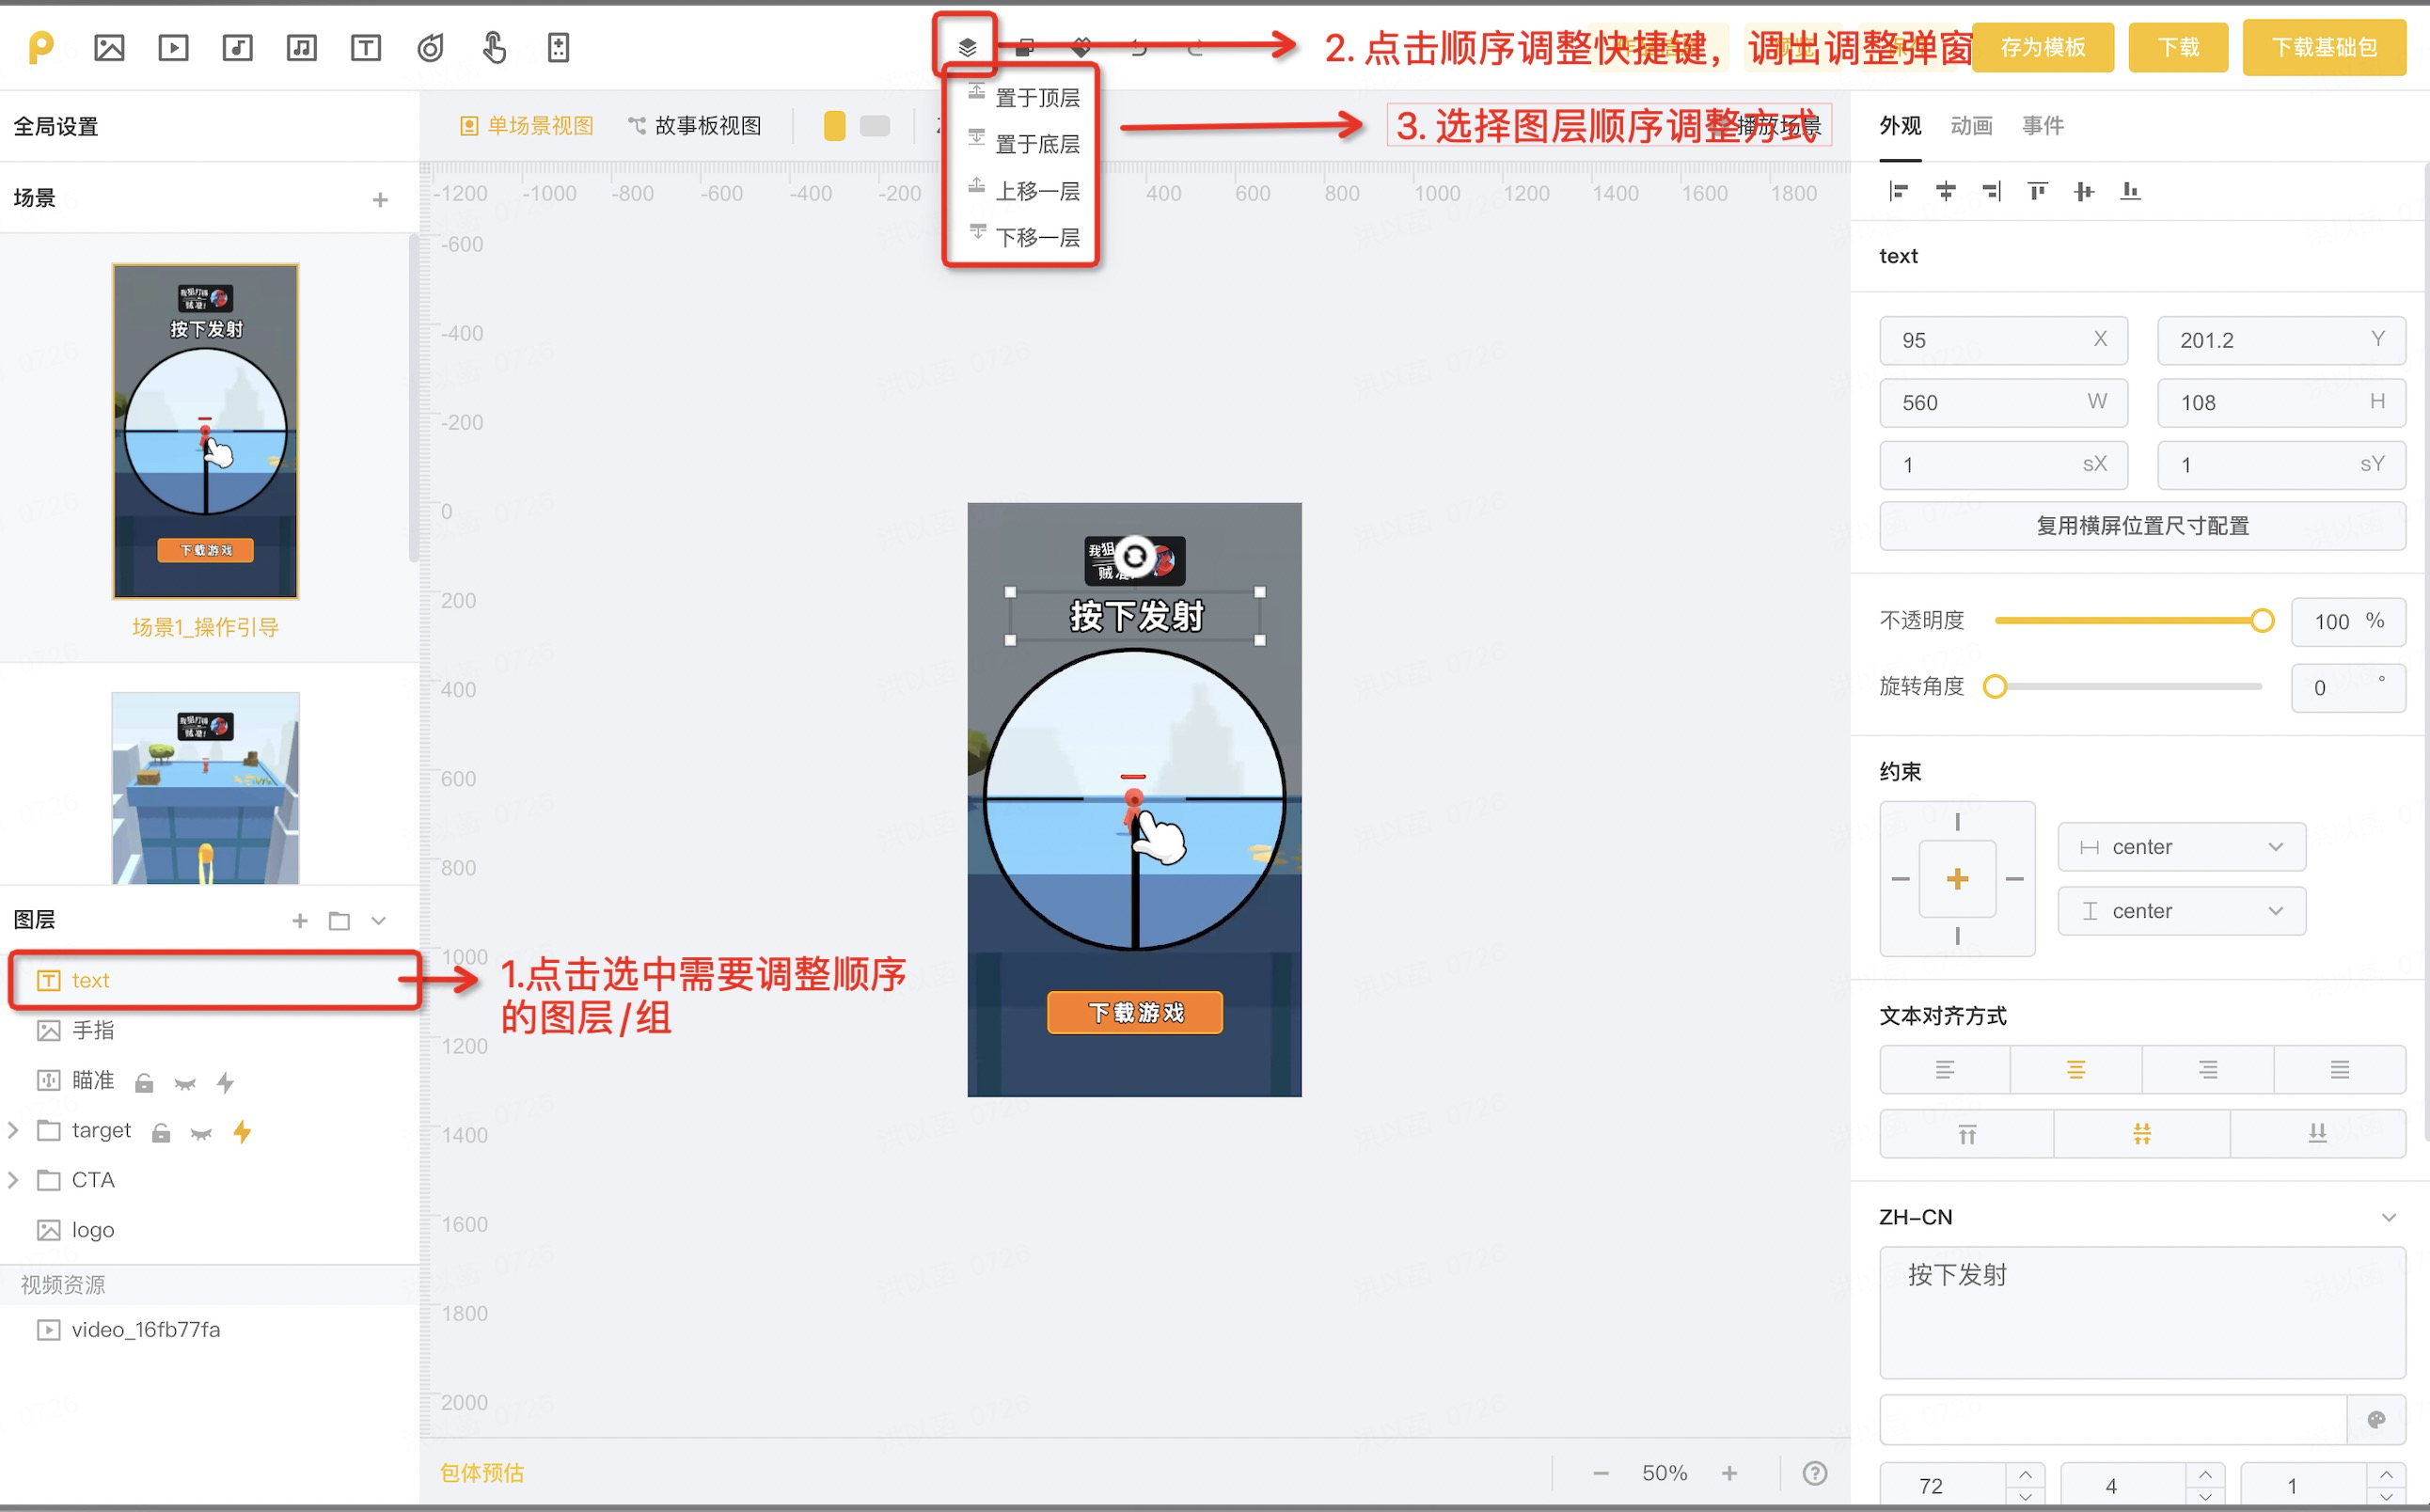 2. 点击顺序调整快捷键，调出调整弹窗
存为模板
下载
下载基础包
全局设置
单场景视图
故事板视图
置于顶层
置于底层
上移一层
下移一层
3. 选择图层顺序调整方式
播放场景
外观
动画
事件
场景
-1200 -1000 -800 -600 -400 -200 400 600 800 1000 1200 1400 1600 1800
-600
-400
-200
0
200
400
600
800
1000
1200
1400
1600
1800
2000
按下发射
下载游戏
场景1_操作引导
图层
text
手指
瞄准
target
CTA
logo
视频资源
video_16fb77fa
1.点击选中需要调整顺序
的图层/组
按下发射
下载游戏
包体预估
50%
text
95 X
201.2 Y
560 W
108 H
1 sX
1 sY
复用横屏位置尺寸配置
不透明度
100 %
旋转角度
0 °
约束
center
center
文本对齐方式
ZH-CN
按下发射
72
4
1